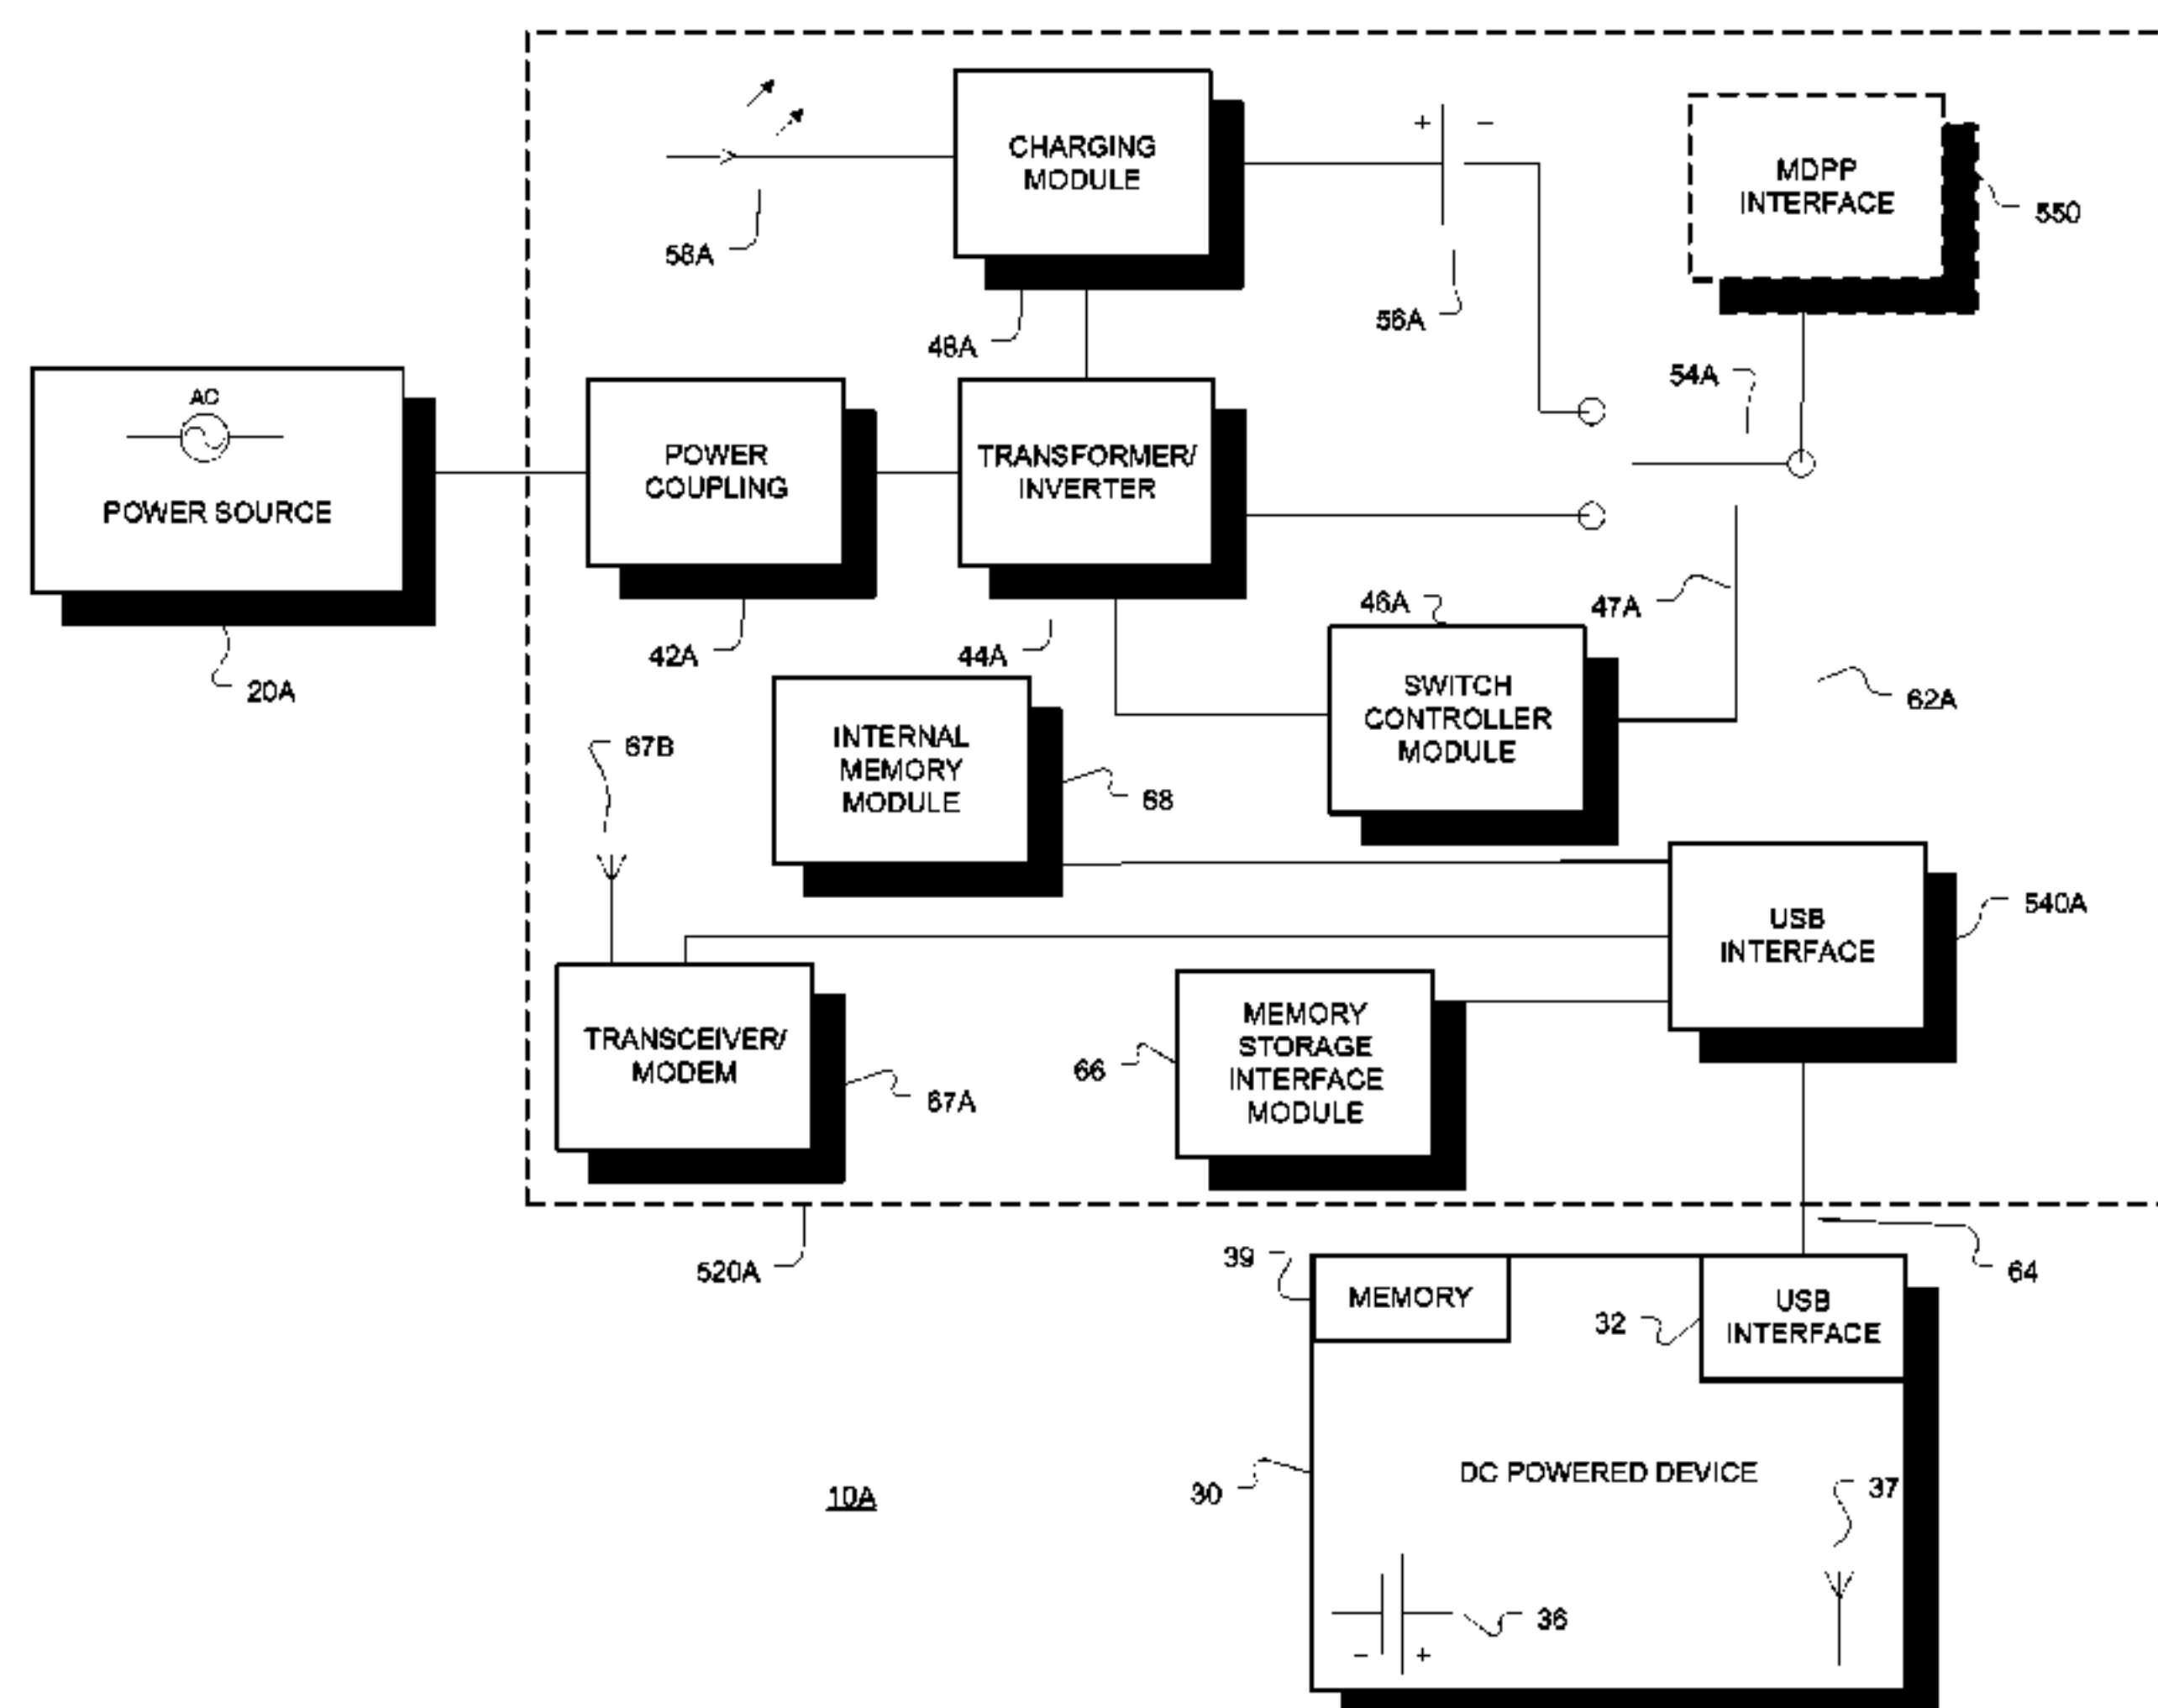 CHARGING
MODULE
+ −
MDPP
INTERFACE
550
58A
56A
48A
54A
AC
POWER SOURCE
POWER
COUPLING
TRANSFORMER/
INVERTER
46A
47A
42A
44A
20A
SWITCH
CONTROLLER
MODULE
62A
67B
INTERNAL
MEMORY
MODULE
68
USB
INTERFACE
540A
TRANSCEIVER/
MODEM
67A
MEMORY
STORAGE
INTERFACE
MODULE
66
520A
39
MEMORY
64
32
USB
INTERFACE
DC POWERED DEVICE
30
37
10A
36
− +